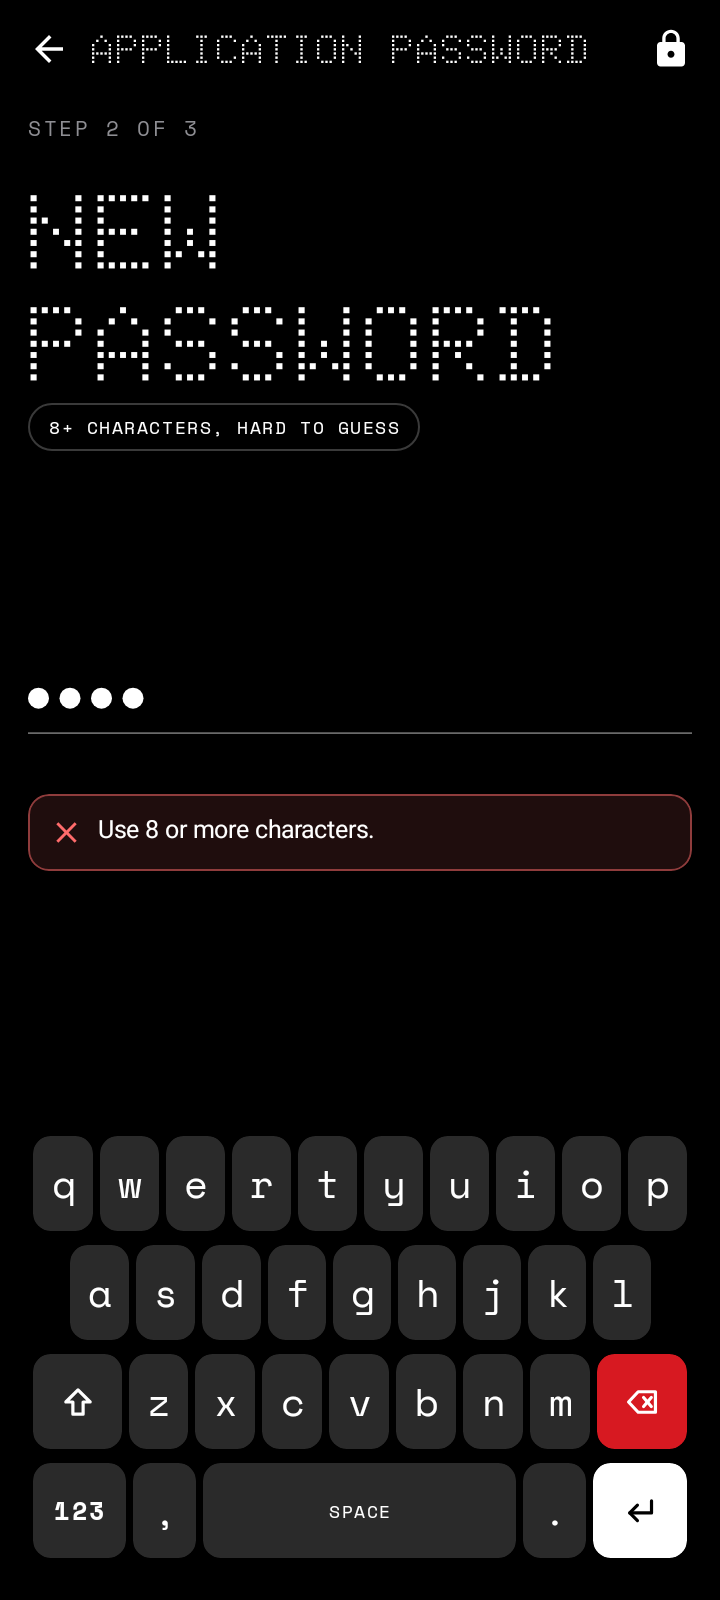 APPLICATION PASSWORD
STEP 2 OF 3
NEW
PASSWORD
8+ CHARACTERS, HARD TO GUESS
Use 8 or more characters.
q w e r t y u i o p
a s d f g h j k l
z x c v b n m
123 , SPACE .